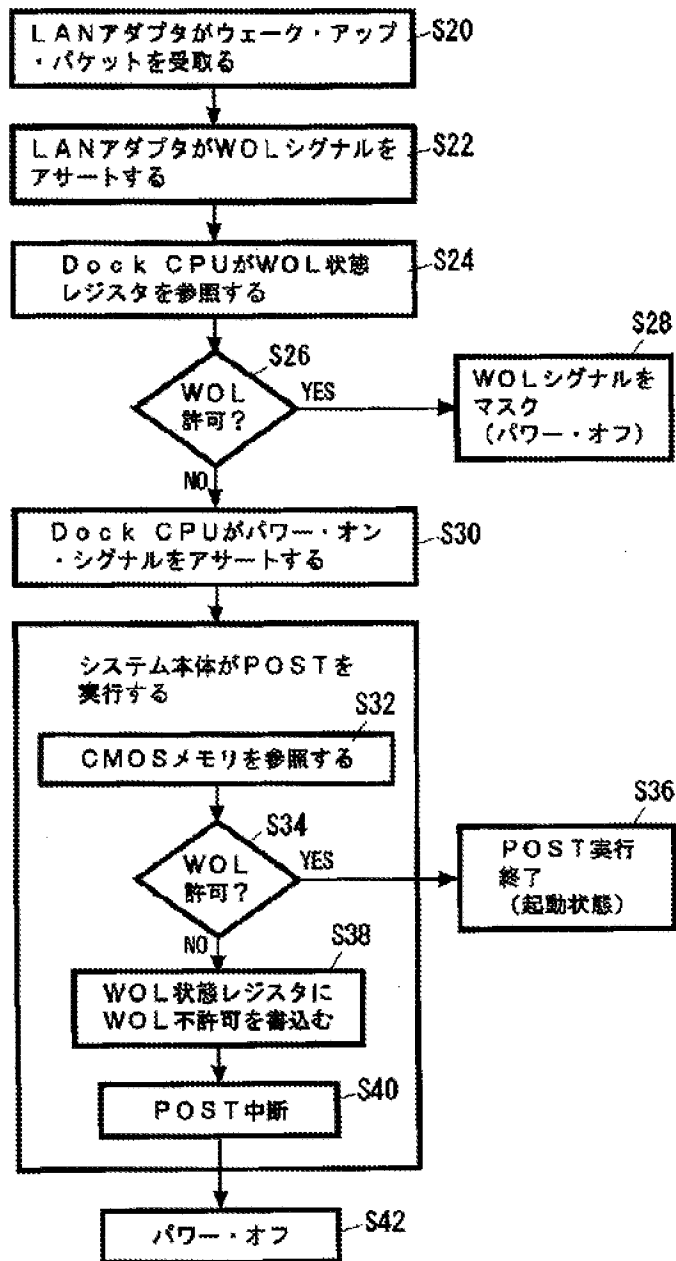 LANアダプタがウェーク・アップ
・パケットを受取る
S20
LANアダプタがWOLシグナルを
アサートする
S22
Dock CPUがWOL状態
レジスタを参照する
S24
S26
WOL
許可?
YES
NO
S28
WOLシグナルを
マスク
(パワー・オフ)
Dock CPUがパワー・オン
・シグナルをアサートする
S30
システム本体がPOSTを
実行する
S32
CMOSメモリを参照する
S34
WOL
許可?
YES
NO
S36
POST実行
終了
(起動状態)
S38
WOL状態レジスタに
WOL不許可を書込む
S40
POST中断
パワー・オフ
S42